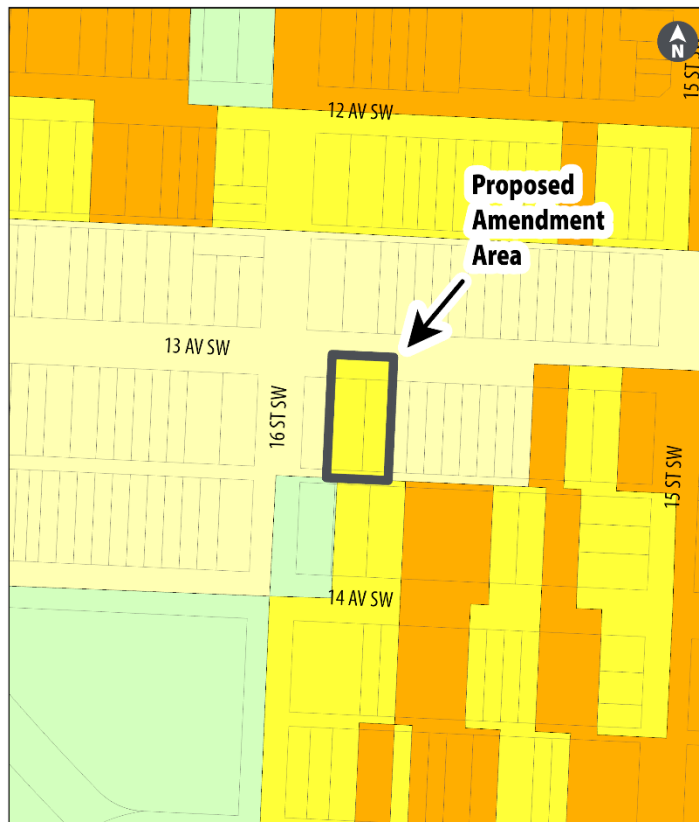 N
15 ST SW
12 AV SW
Proposed
Amendment
Area
13 AV SW
16 ST SW
15 ST SW
14 AV SW